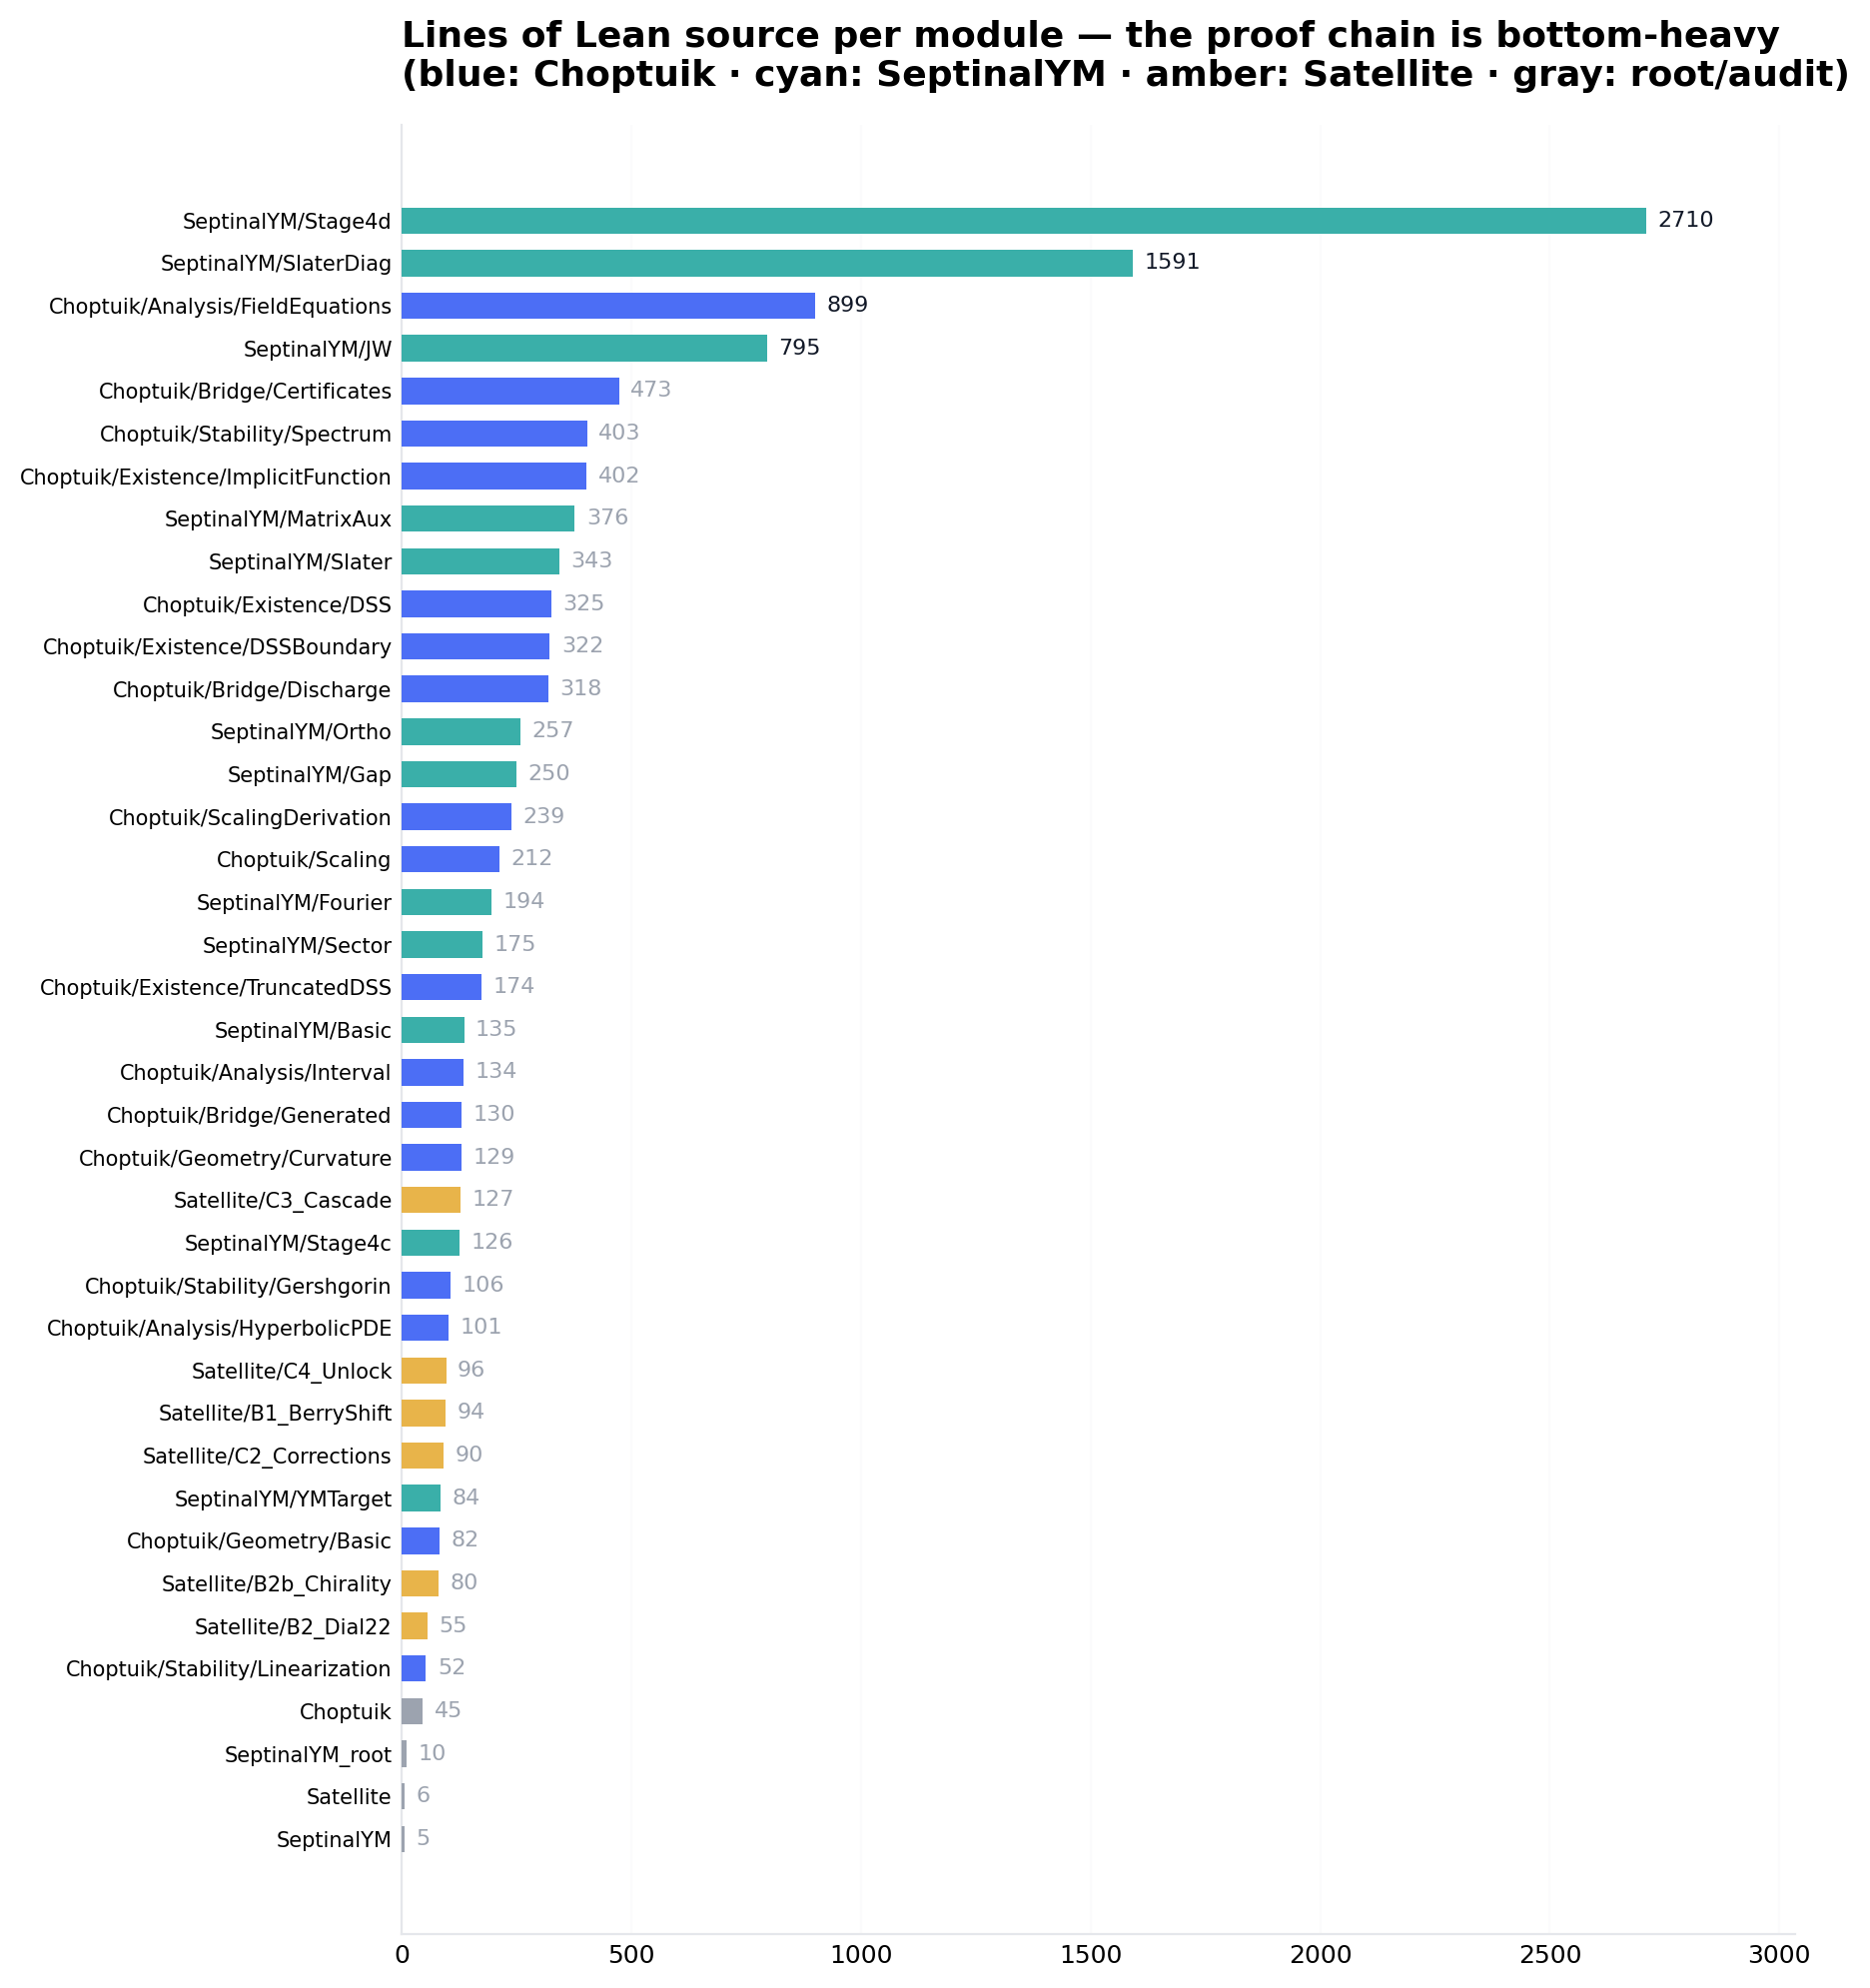 Lines of Lean source per module — the proof chain is bottom-heavy
(blue: Choptuik · cyan: SeptinalYM · amber: Satellite · gray: root/audit)
SeptinalYM/Stage4d 2710
SeptinalYM/SlaterDiag 1591
Choptuik/Analysis/FieldEquations 899
SeptinalYM/JW 795
Choptuik/Bridge/Certificates 473
Choptuik/Stability/Spectrum 403
Choptuik/Existence/ImplicitFunction 402
SeptinalYM/MatrixAux 376
SeptinalYM/Slater 343
Choptuik/Existence/DSS 325
Choptuik/Existence/DSSBoundary 322
Choptuik/Bridge/Discharge 318
SeptinalYM/Ortho 257
SeptinalYM/Gap 250
Choptuik/ScalingDerivation 239
Choptuik/Scaling 212
SeptinalYM/Fourier 194
SeptinalYM/Sector 175
Choptuik/Existence/TruncatedDSS 174
SeptinalYM/Basic 135
Choptuik/Analysis/Interval 134
Choptuik/Bridge/Generated 130
Choptuik/Geometry/Curvature 129
Satellite/C3_Cascade 127
SeptinalYM/Stage4c 126
Choptuik/Stability/Gershgorin 106
Choptuik/Analysis/HyperbolicPDE 101
Satellite/C4_Unlock 96
Satellite/B1_BerryShift 94
Satellite/C2_Corrections 90
SeptinalYM/YMTarget 84
Choptuik/Geometry/Basic 82
Satellite/B2b_Chirality 80
Satellite/B2_Dial22 55
Choptuik/Stability/Linearization 52
Choptuik 45
SeptinalYM_root 10
Satellite 6
SeptinalYM 5
0 500 1000 1500 2000 2500 3000